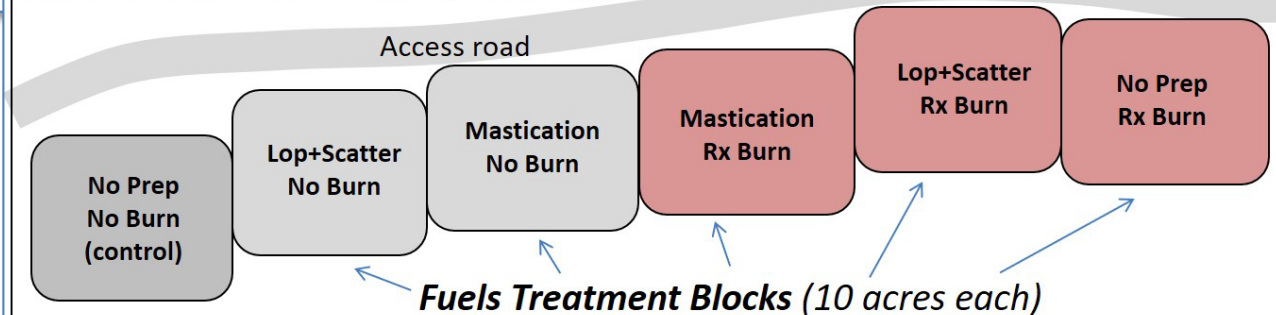 Access road
No Prep
No Burn
(control)
Lop+Scatter
No Burn
Mastication
No Burn
Mastication
Rx Burn
Lop+Scatter
Rx Burn
No Prep
Rx Burn
Fuels Treatment Blocks (10 acres each)